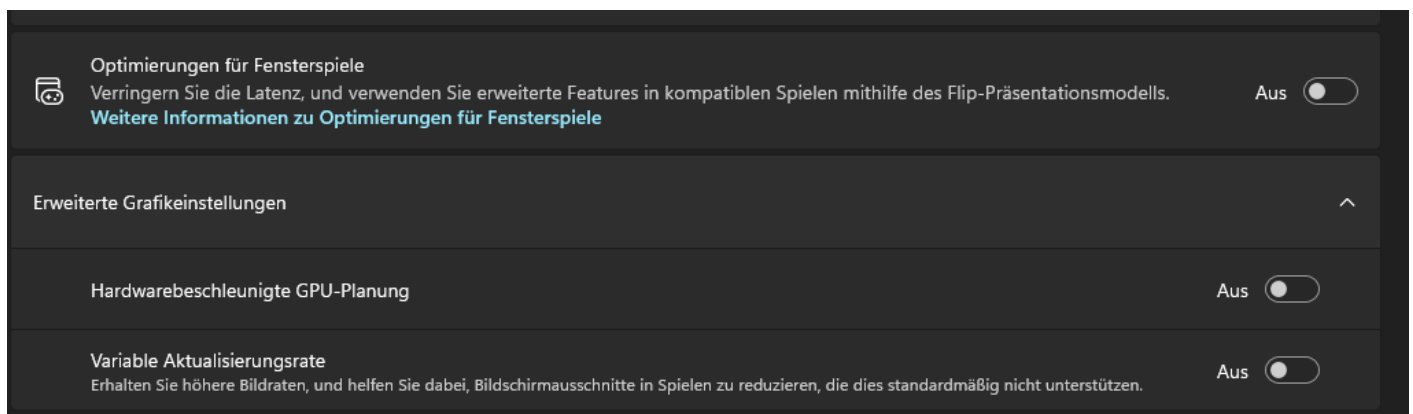 Optimierungen für Fensterspiele
Verringern Sie die Latenz, und verwenden Sie erweiterte Features in kompatiblen Spielen mithilfe des Flip-Präsentationsmodells.
Aus
Weitere Informationen zu Optimierungen für Fensterspiele
Erweiterte Grafikeinstellungen
Hardwarebeschleunigte GPU-Planung
Aus
Variable Aktualisierungsrate
Erhalten Sie höhere Bildraten, und helfen Sie dabei, Bildschirmausschnitte in Spielen zu reduzieren, die dies standardmäßig nicht unterstützen.
Aus